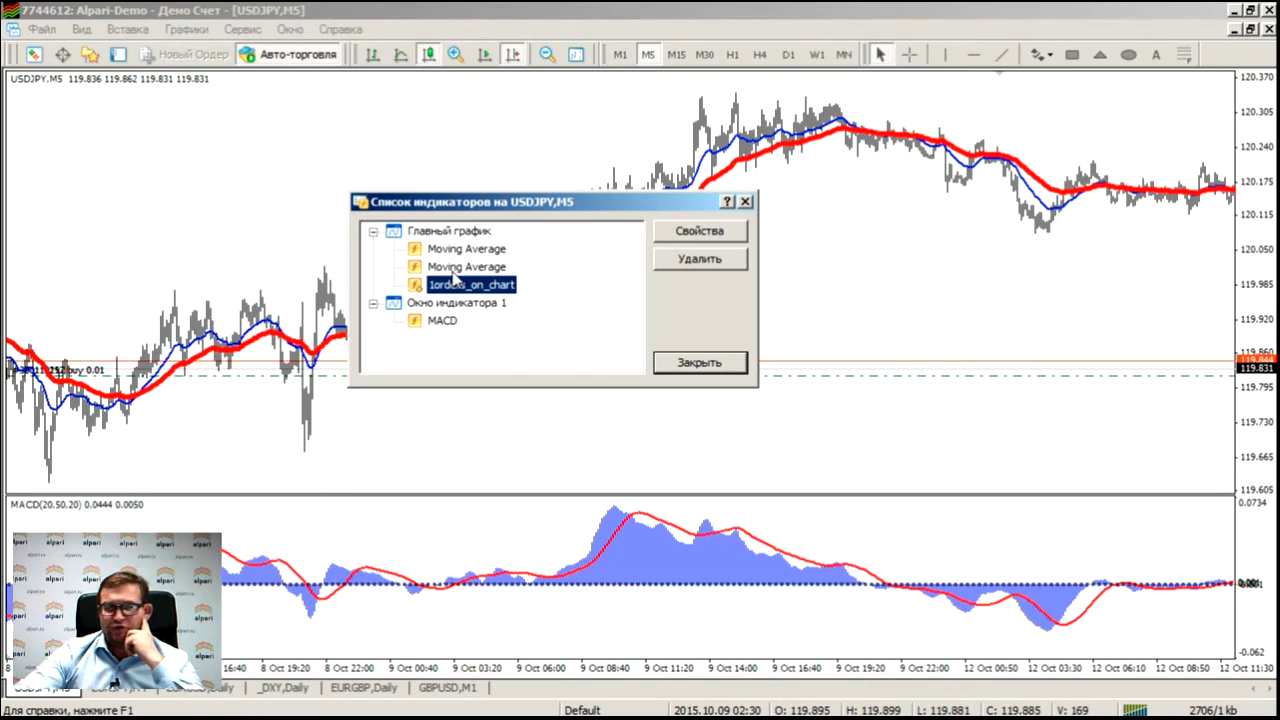 7744612: Alpari-Demo - Демо Счет - [USDJPY,M5]
Файл Вид Вставка Графики Сервис Окно Справка
Новый Ордер Авто-торговля M1 M5 M15 M30 H1 H4 D1 W1 MN A
USDJPY,M5 119.836 119.862 119.831 119.831
120.370
120.305
120.240
120.175
120.115
120.050
119.985
119.920
119.860
119.844
119.831
119.795
119.730
119.665
119.605
Список индикаторов на USDJPY,M5
Главный график
Moving Average
Moving Average
1orders_on_chart
Окно индикатора 1
MACD
Свойства
Удалить
Закрыть
buy 0.01
MACD(20,50,20) 0.0444 0.0050
0.0734
-0.062
alpari alpari alpari
alpari
16:40 8 Oct 19:20 8 Oct 22:00 9 Oct 00:40 9 Oct 03:20 9 Oct 06:00 9 Oct 08:40 9 Oct 11:20 9 Oct 14:00 9 Oct 16:40 9 Oct 19:20 9 Oct 22:00 12 Oct 00:50 12 Oct 03:30 12 Oct 06:10 12 Oct 08:50 12 Oct 11:30
_DXY,Daily EURGBP,Daily GBPUSD,M1
Для справки, нажмите F1 Default 2015.10.09 02:30 O: 119.895 H: 119.899 L: 119.881 C: 119.885 V: 169 2706/1 kb